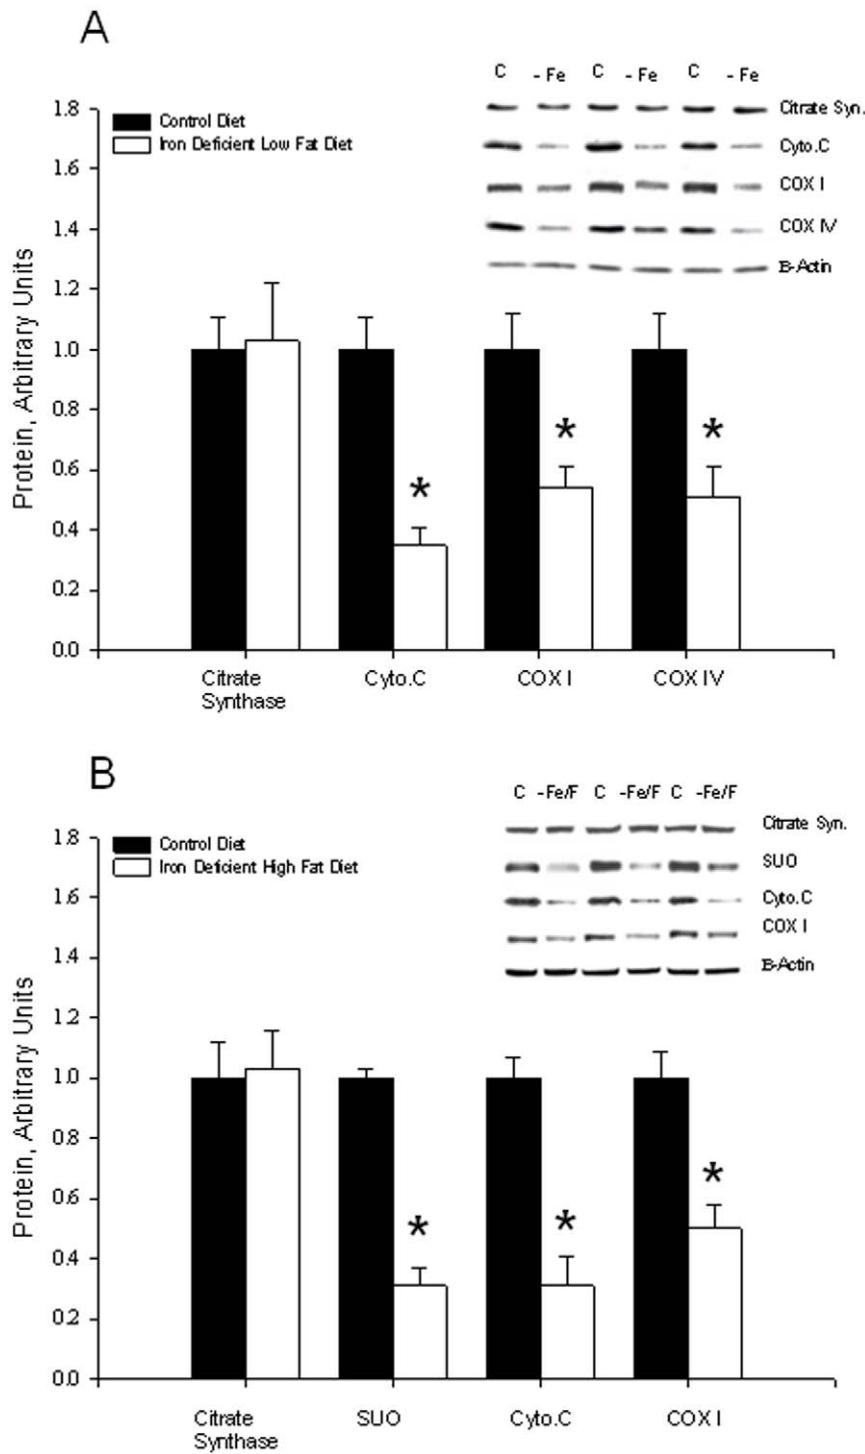 A
C - Fe C - Fe C - Fe
Citrate Syn.
Cyto.C
COX I
COX IV
B-Actin
1.8
1.6
1.4
1.2
1.0
0.8
0.6
0.4
0.2
0.0
Protein, Arbitrary Units
Control Diet
Iron Deficient Low Fat Diet
*
*
*
Citrate
Synthase
Cyto.C
COX I
COX IV
B
C -Fe/F C -Fe/F C -Fe/F
Citrate Syn.
SUO
Cyto.C
COX I
B-Actin
1.8
1.6
1.4
1.2
1.0
0.8
0.6
0.4
0.2
0.0
Protein, Arbitrary Units
Control Diet
Iron Deficient High Fat Diet
*
*
*
Citrate
Synthase
SUO
Cyto.C
COX I